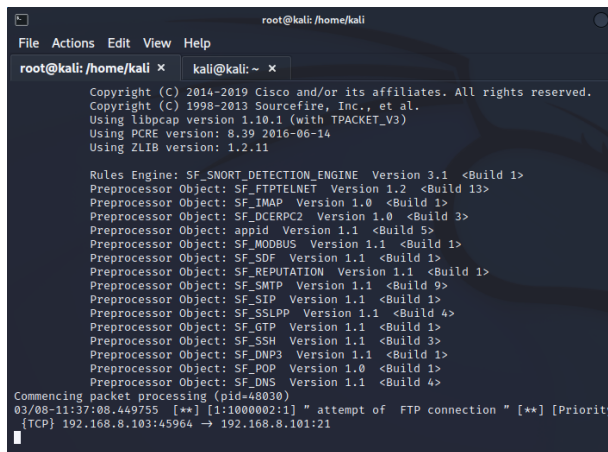 root@kali: /home/kali
File Actions Edit View Help
root@kali: /home/kali × kali@kali: ~ ×
Copyright (C) 2014-2019 Cisco and/or its affiliates. All rights reserved.
Copyright (C) 1998-2013 Sourcefire, Inc., et al.
Using libpcap version 1.10.1 (with TPACKET_V3)
Using PCRE version: 8.39 2016-06-14
Using ZLIB version: 1.2.11
Rules Engine: SF_SNORT_DETECTION_ENGINE Version 3.1 <Build 1>
Preprocessor Object: SF_FTPTELNET Version 1.2 <Build 13>
Preprocessor Object: SF_IMAP Version 1.0 <Build 1>
Preprocessor Object: SF_DCERPC2 Version 1.0 <Build 3>
Preprocessor Object: appid Version 1.1 <Build 5>
Preprocessor Object: SF_MODBUS Version 1.1 <Build 1>
Preprocessor Object: SF_SDF Version 1.1 <Build 1>
Preprocessor Object: SF_REPUTATION Version 1.1 <Build 1>
Preprocessor Object: SF_SMTP Version 1.1 <Build 9>
Preprocessor Object: SF_SIP Version 1.1 <Build 1>
Preprocessor Object: SF_SSLPP Version 1.1 <Build 4>
Preprocessor Object: SF_GTP Version 1.1 <Build 1>
Preprocessor Object: SF_SSH Version 1.1 <Build 3>
Preprocessor Object: SF_DNP3 Version 1.1 <Build 1>
Preprocessor Object: SF_POP Version 1.0 <Build 1>
Preprocessor Object: SF_DNS Version 1.1 <Build 4>
Commencing packet processing (pid=48030)
03/08-11:37:08.449755 [**] [1:1000002:1] " attempt of FTP connection " [**] [Priorit
{TCP} 192.168.8.103:45964 → 192.168.8.101:21